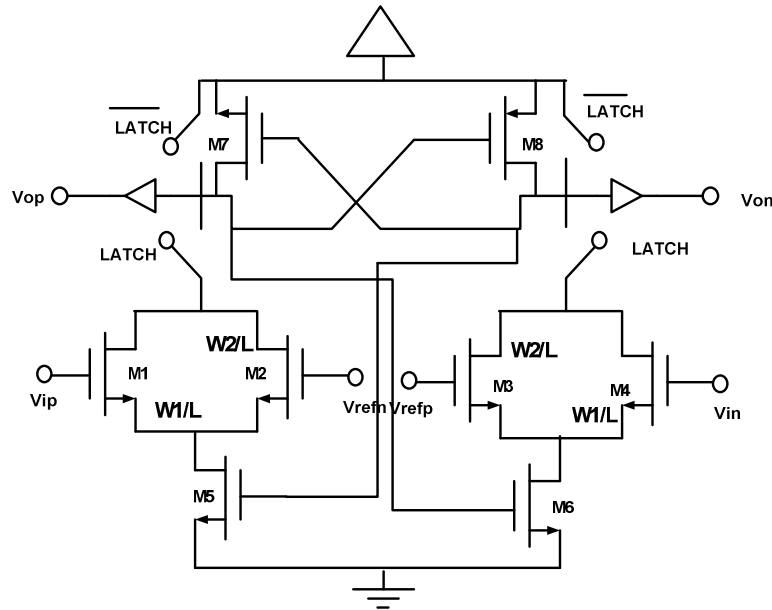 LATCH
LATCH
M7
M8
Vop
Von
LATCH
LATCH
W2/L
W2/L
M1
M2
M3
M4
Vip
W1/L
Vrefn
Vrefp
W1/L
Vin
M5
M6